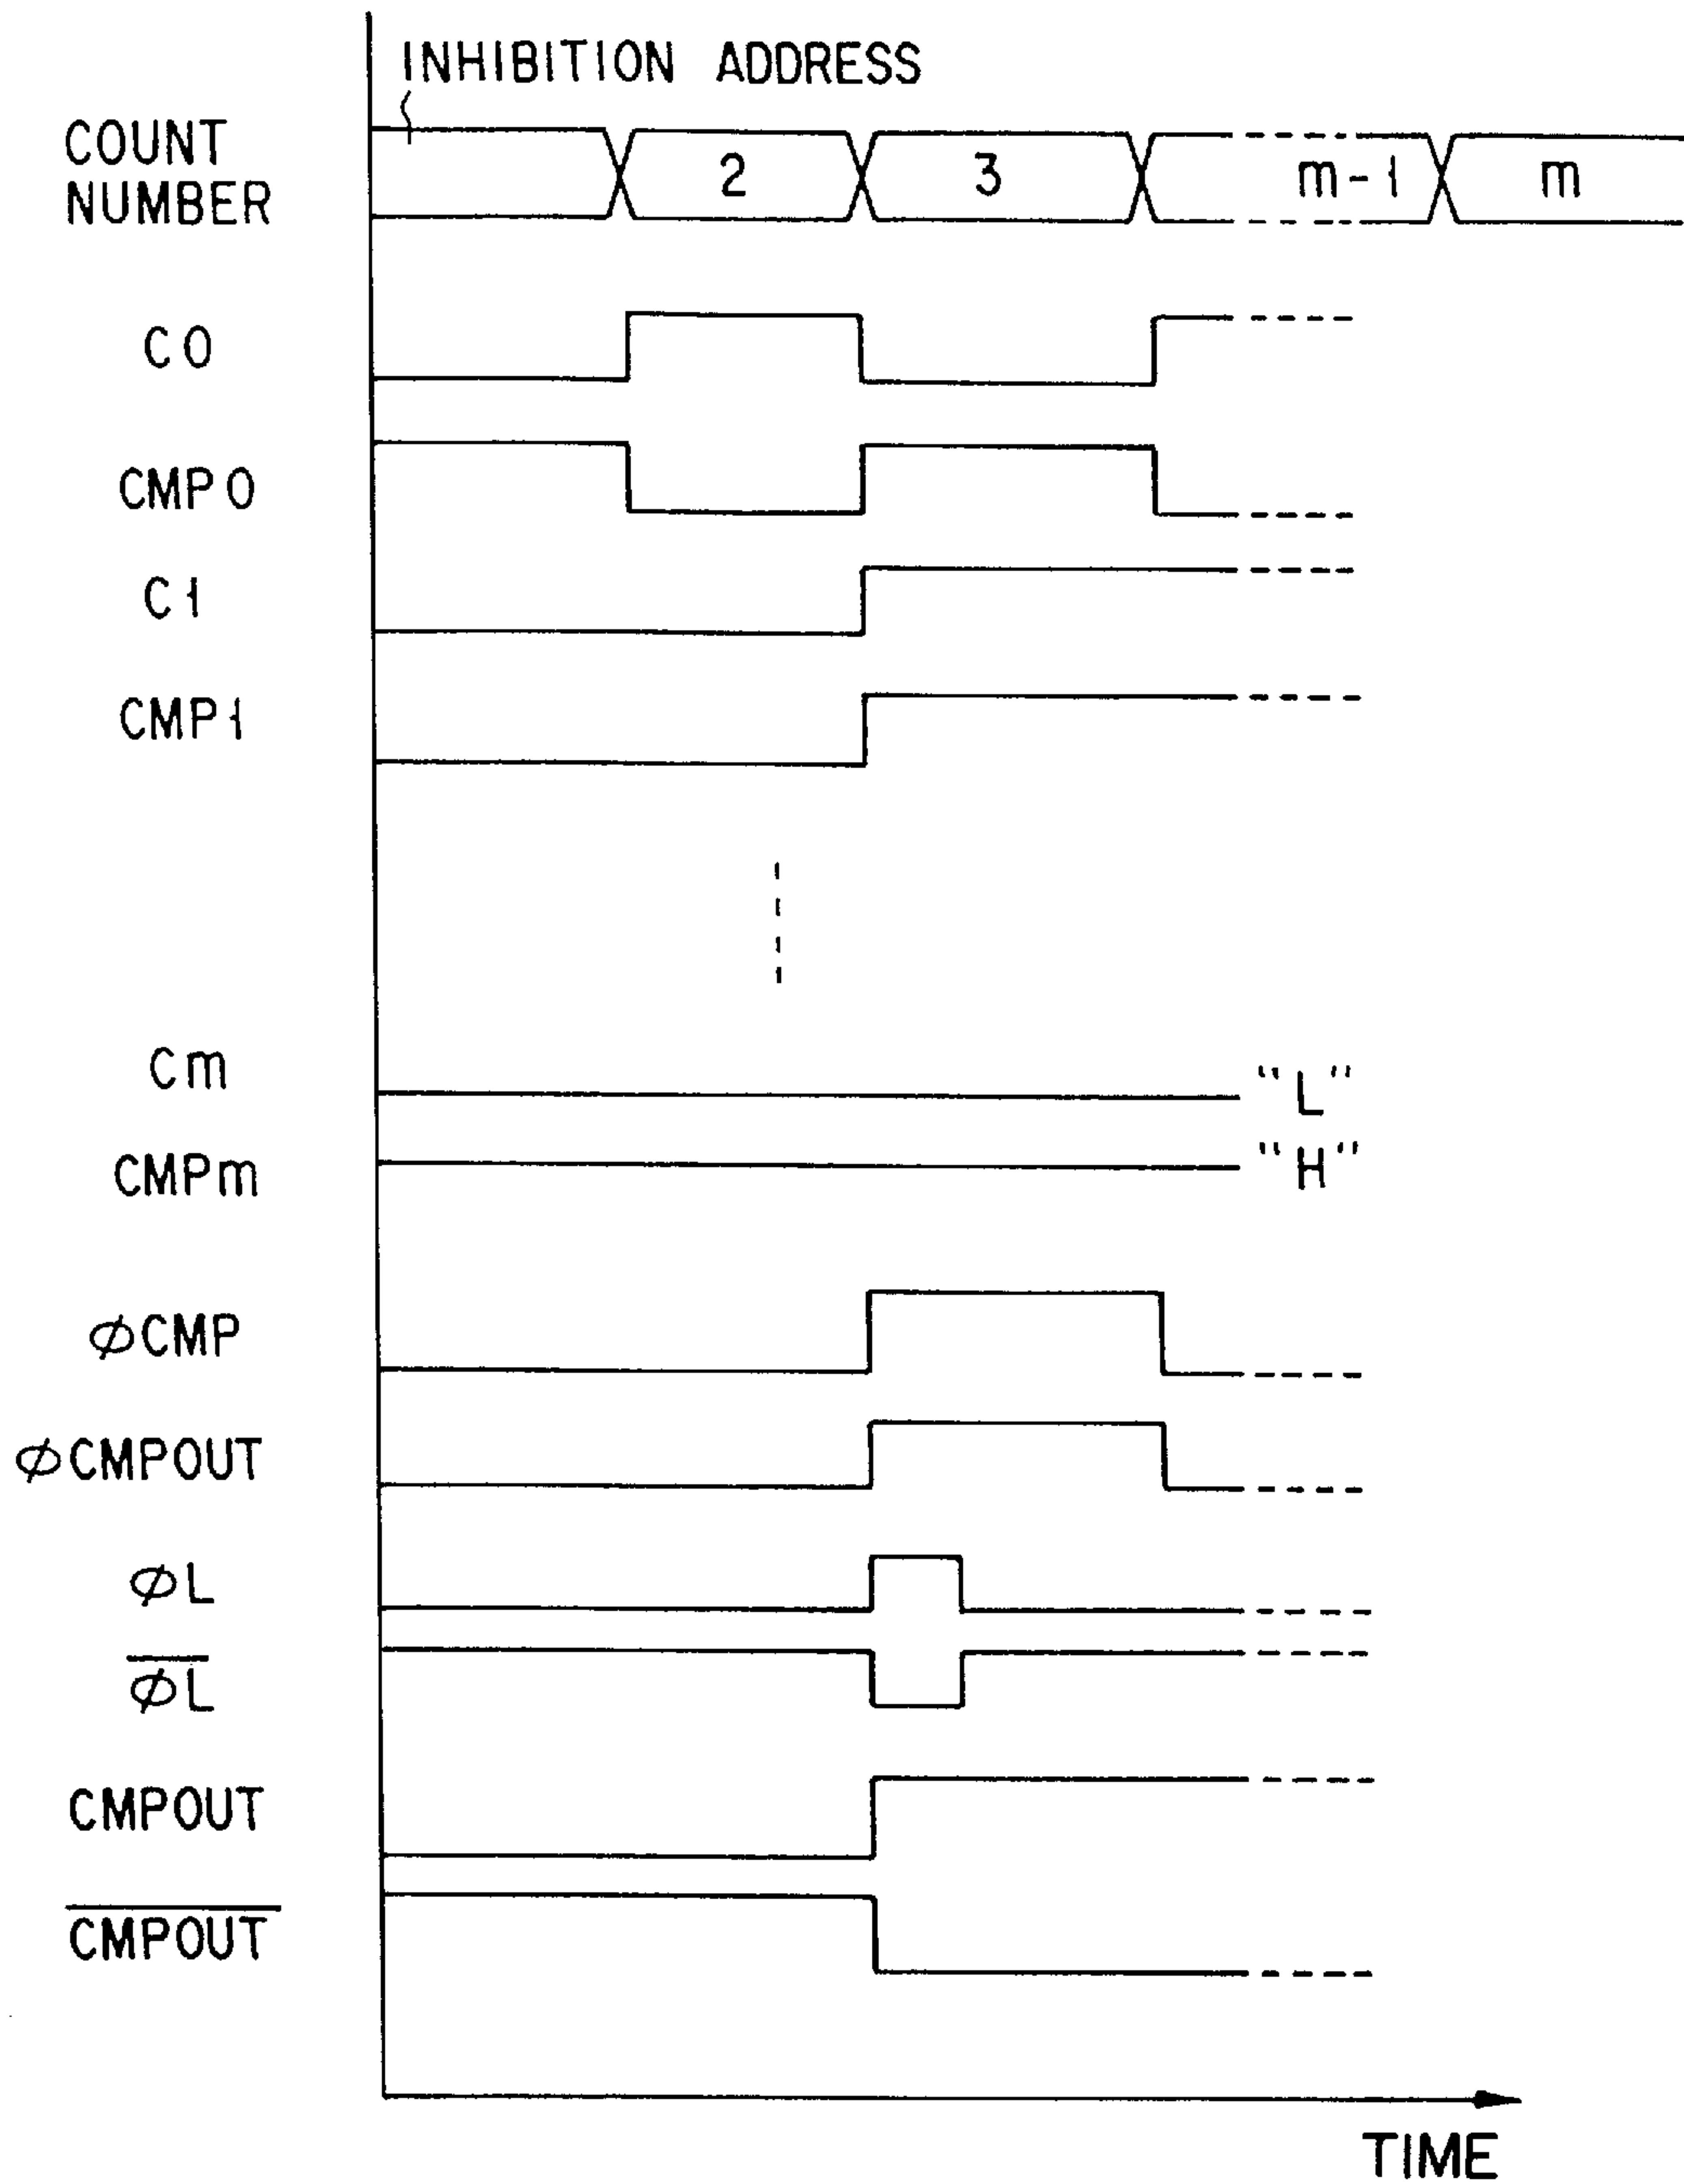 INHIBITION ADDRESS
COUNT
NUMBER
2 3 m-1 m
C0
CMP0
C1
CMP1
Cm "L"
CMPm "H"
φCMP
φCMPOUT
φL
φL̅
CMPOUT
C̅M̅P̅O̅U̅T̅
TIME